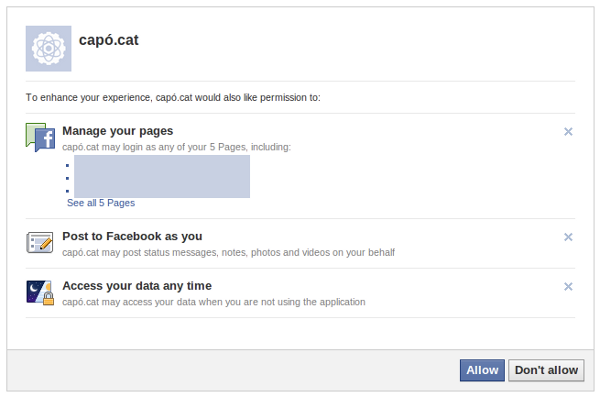 capó.cat
To enhance your experience, capó.cat would also like permission to:
Manage your pages
capó.cat may login as any of your 5 Pages, including:
See all 5 Pages
Post to Facebook as you
capó.cat may post status messages, notes, photos and videos on your behalf
Access your data any time
capó.cat may access your data when you are not using the application
Allow
Don't allow